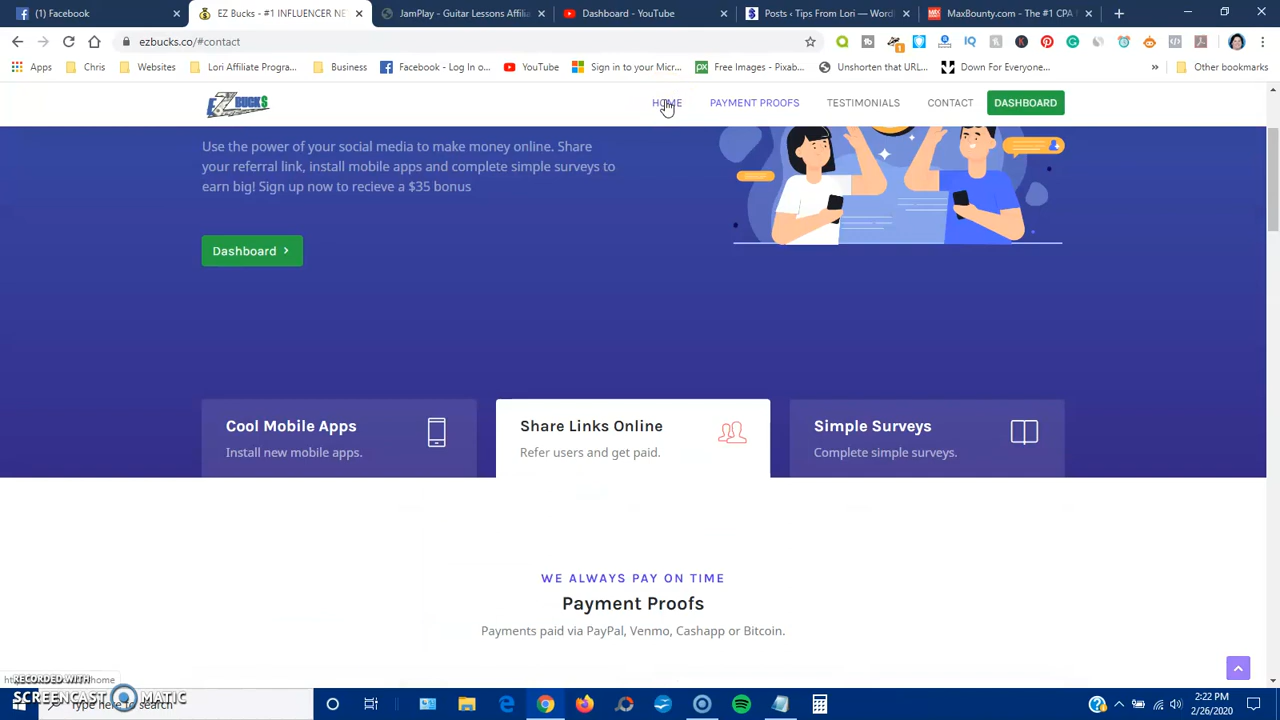 (1) Facebook
EZ Bucks - #1 INFLUENCER NE
JamPlay - Guitar Lessons Affilia
Dashboard - YouTube
Posts ‹ Tips From Lori — Word
MaxBounty.com - The #1 CPA
ezbucks.co/#contact
Apps
Chris
Websites
Lori Affiliate Progra...
Business
Facebook - Log In o...
YouTube
Sign in to your Micr...
Free Images - Pixab...
Unshorten that URL...
Down For Everyone...
»
Other bookmarks
EZ BUCK$
HOME
PAYMENT PROOFS
TESTIMONIALS
CONTACT
DASHBOARD
Use the power of your social media to make money online. Share
your referral link, install mobile apps and complete simple surveys to
earn big! Sign up now to recieve a $35 bonus
Dashboard
Cool Mobile Apps
Install new mobile apps.
Share Links Online
Refer users and get paid.
Simple Surveys
Complete simple surveys.
WE ALWAYS PAY ON TIME
Payment Proofs
Payments paid via PayPal, Venmo, Cashapp or Bitcoin.
RECORDED WITH
SCREENCAST MATIC
Type here to search
2:22 PM
2/26/2020